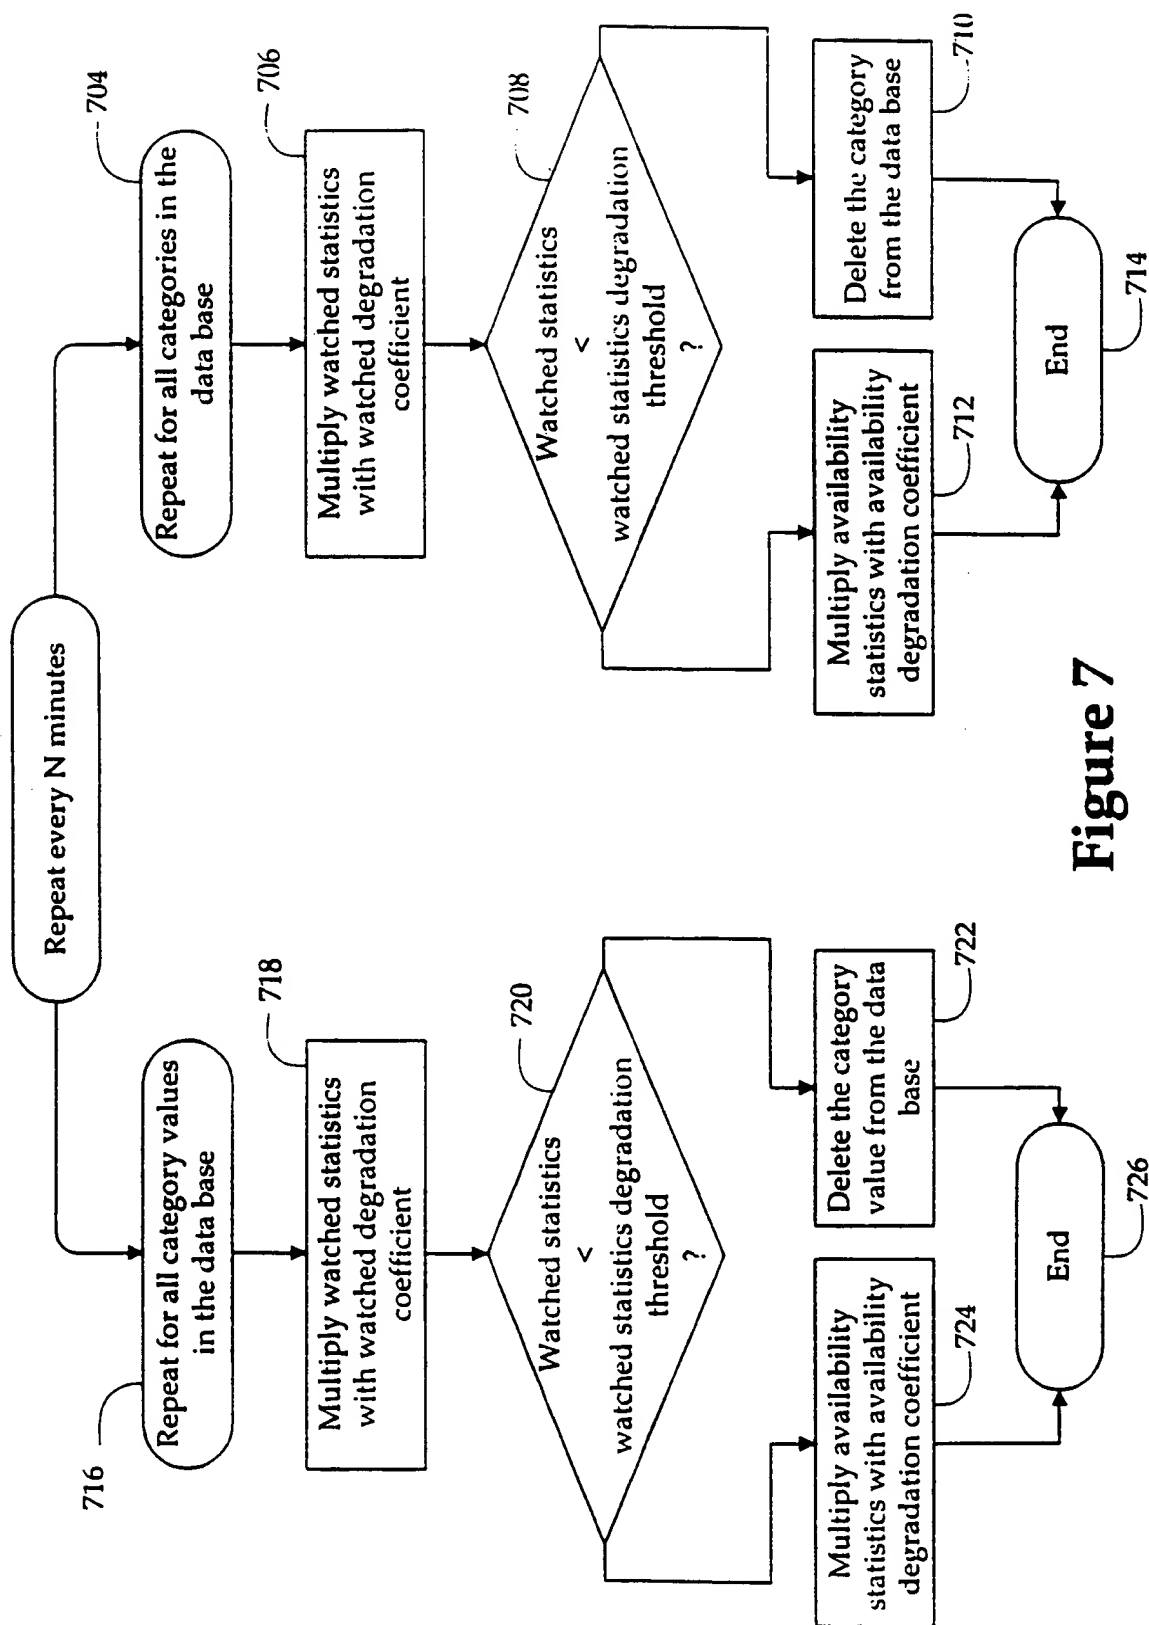 Repeat every N minutes
716
Repeat for all category values
in the data base
718
Multiply watched statistics
with watched degradation
coefficient
720
Watched statistics
<
watched statistics degradation
threshold
?
Multiply availability
statistics with availability
degradation coefficient
724
Delete the category
value from the data
base
722
End
726
704
Repeat for all categories in the
data base
706
Multiply watched statistics
with watched degradation
coefficient
708
Watched statistics
<
watched statistics degradation
threshold
?
Multiply availability
statistics with availability
degradation coefficient
712
Delete the category
from the data base
710
End
714
Figure 7